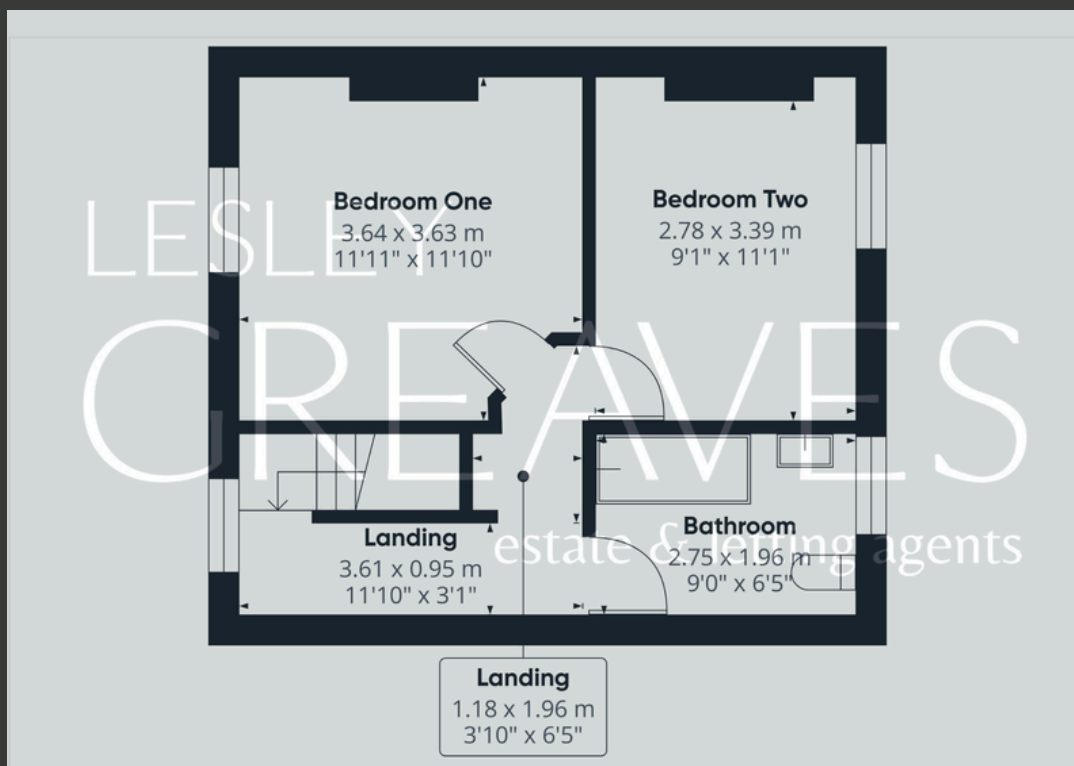 Bedroom One
3.64 x 3.63 m
11'11" x 11'10"
Bedroom Two
2.78 x 3.39 m
9'1" x 11'1"
LESLEY
GREAVES
estate & letting agents
Landing
3.61 x 0.95 m
11'10" x 3'1"
Bathroom
2.75 x 1.96 m
9'0" x 6'5"
Landing
1.18 x 1.96 m
3'10" x 6'5"